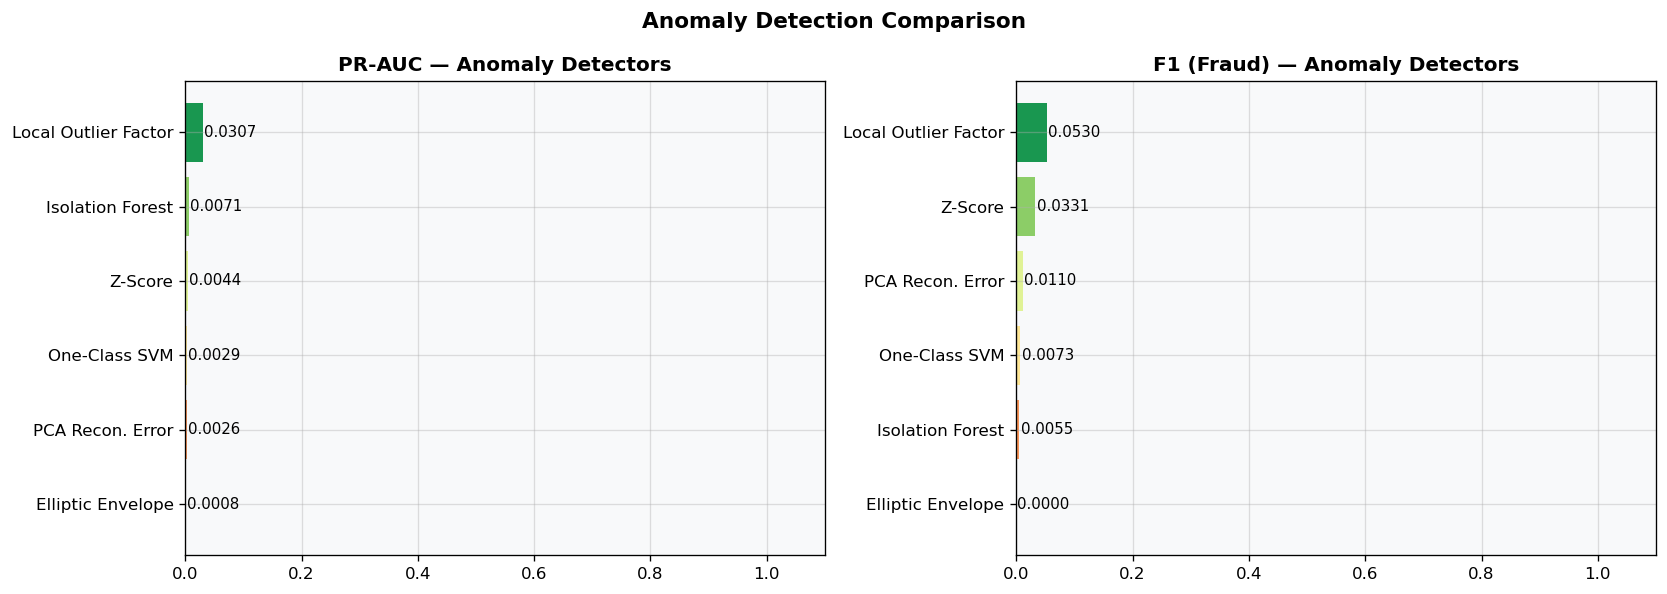 Anomaly Detection Comparison
PR-AUC — Anomaly Detectors
Local Outlier Factor 0.0307
Isolation Forest 0.0071
Z-Score 0.0044
One-Class SVM 0.0029
PCA Recon. Error 0.0026
Elliptic Envelope 0.0008
0.0 0.2 0.4 0.6 0.8 1.0
F1 (Fraud) — Anomaly Detectors
Local Outlier Factor 0.0530
Z-Score 0.0331
PCA Recon. Error 0.0110
One-Class SVM 0.0073
Isolation Forest 0.0055
Elliptic Envelope 0.0000
0.0 0.2 0.4 0.6 0.8 1.0